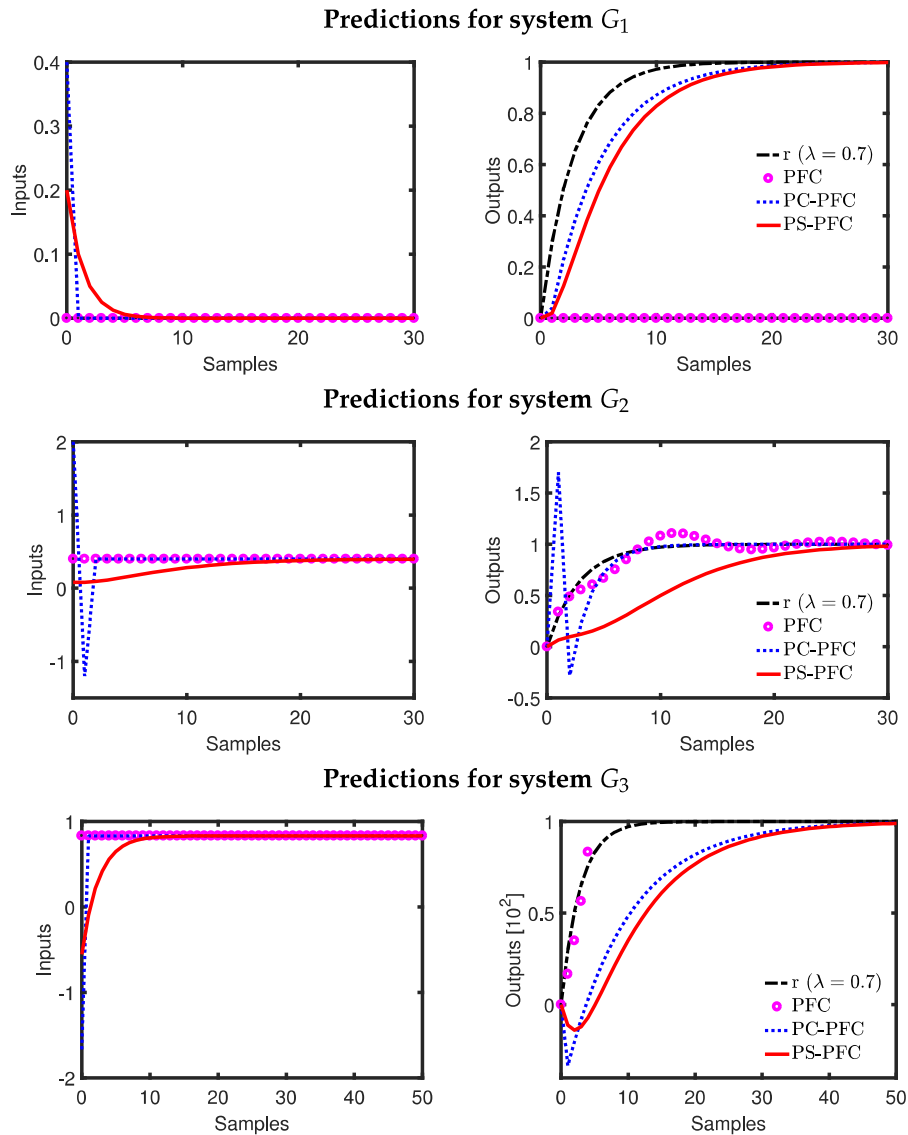 Predictions for system G₁
Inputs
0.4
0.3
0.2
0.1
0
0
10
20
30
Samples
Outputs
1
0.8
0.6
0.4
0.2
0
0
10
20
30
Samples
r (λ = 0.7)
PFC
PC-PFC
PS-PFC
Predictions for system G₂
Inputs
2
1
0
-1
0
10
20
30
Samples
Outputs
2
1.5
1
0.5
0
-0.5
0
10
20
30
Samples
r (λ = 0.7)
PFC
PC-PFC
PS-PFC
Predictions for system G₃
Inputs
1
0
-1
-2
0
10
20
30
40
50
Samples
Outputs [10²]
1
0.5
0
0
10
20
30
40
50
Samples
r (λ = 0.7)
PFC
PC-PFC
PS-PFC